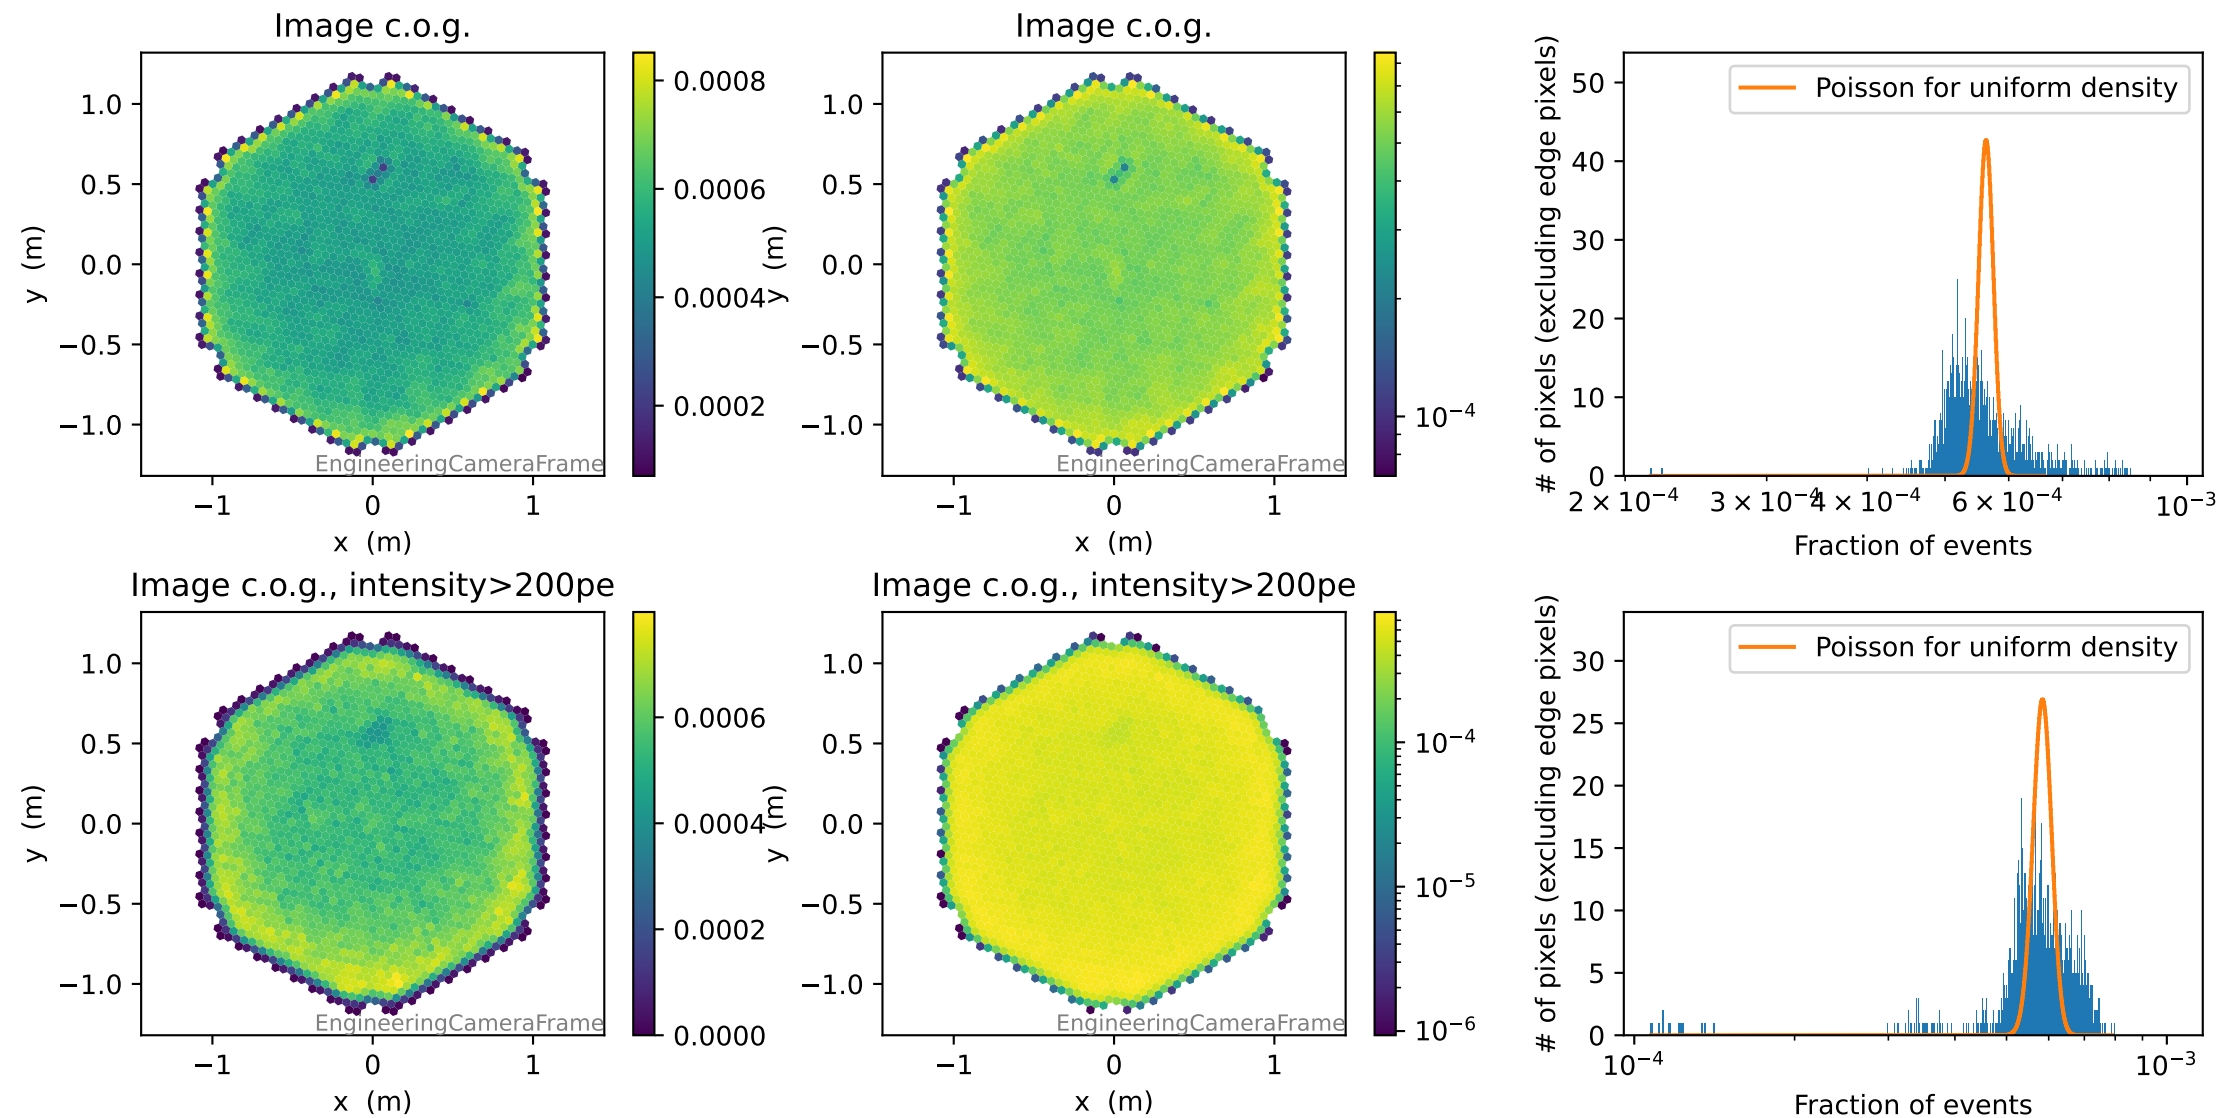 Image c.o.g.
1.0
0.5
0.0
−0.5
−1.0
y (m)
−1
0
1
x (m)
EngineeringCameraFrame
0.0008
0.0006
0.0004
0.0002
Image c.o.g.
1.0
0.5
0.0
−0.5
−1.0
y (m)
−1
0
1
x (m)
EngineeringCameraFrame
10⁻⁴
# of pixels (excluding edge pixels)
50
40
30
20
10
0
Poisson for uniform density
2 × 10⁻⁴
3 × 10⁻⁴
4 × 10⁻⁴
6 × 10⁻⁴
10⁻³
Fraction of events
Image c.o.g., intensity>200pe
1.0
0.5
0.0
−0.5
−1.0
y (m)
−1
0
1
x (m)
EngineeringCameraFrame
0.0006
0.0004
0.0002
0.0000
Image c.o.g., intensity>200pe
1.0
0.5
0.0
−0.5
−1.0
y (m)
−1
0
1
x (m)
EngineeringCameraFrame
10⁻⁴
10⁻⁵
10⁻⁶
# of pixels (excluding edge pixels)
30
25
20
15
10
5
0
Poisson for uniform density
10⁻⁴
10⁻³
Fraction of events